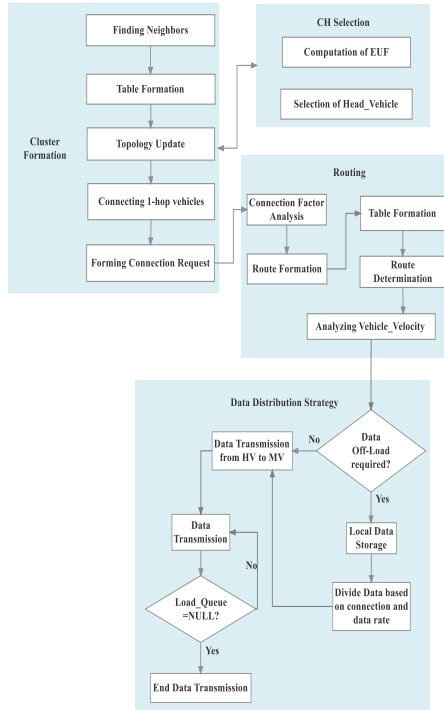 Finding Neighbors
Table Formation
Cluster
Formation
Topology Update
Connecting 1-hop vehicles
Forming Connection Request
CH Selection
Computation of EUF
Selection of Head_Vehicle
Routing
Connection Factor
Analysis
Route Formation
Table Formation
Route
Determination
Analyzing Vehicle_Velocity
Data Distribution Strategy
Data
Off-Load
required?
No
Yes
Data Transmission
from HV to MV
Local Data
Storage
Divide Data based
on connection and
data rate
Data
Transmission
No
Load_Queue
=NULL?
Yes
End Data Transmission